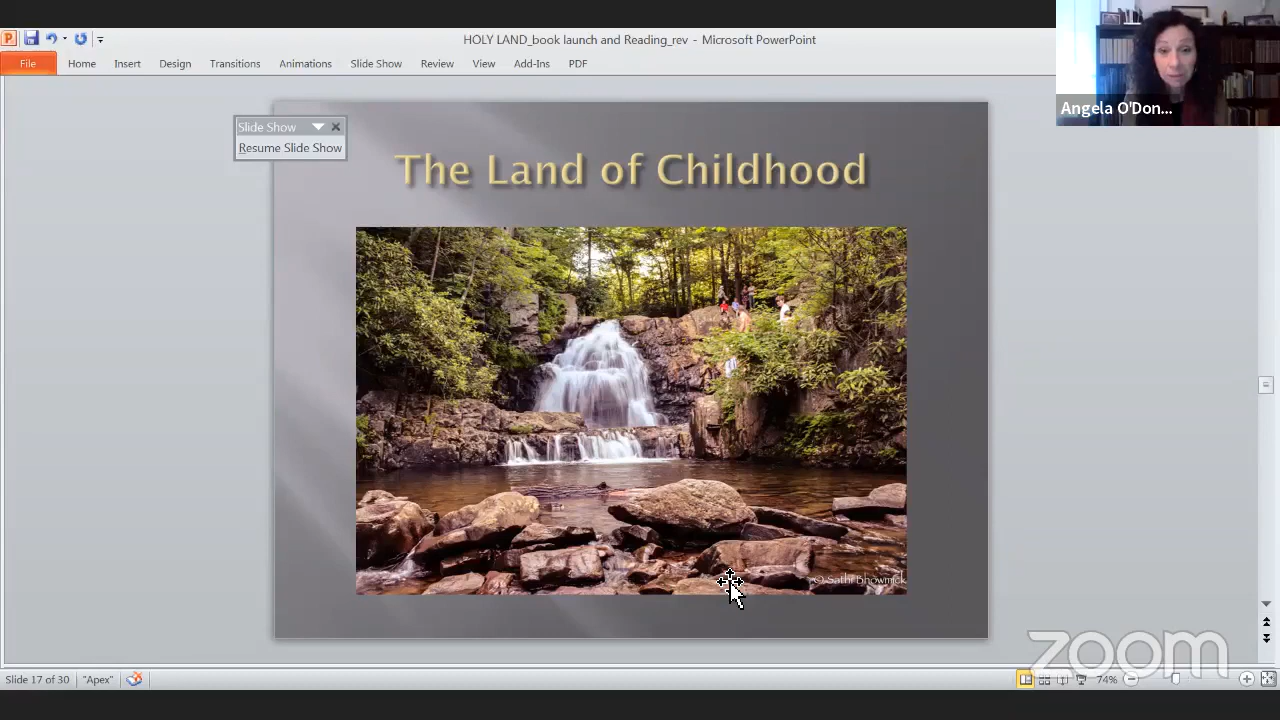 HOLY LAND_book launch and Reading_rev - Microsoft PowerPoint
File Home Insert Design Transitions Animations Slide Show Review View Add-Ins PDF
Angela O'Don...
Slide Show
Resume Slide Show
The Land of Childhood
© Sathi Bhowmick
zoom
Slide 17 of 30 "Apex" 74%